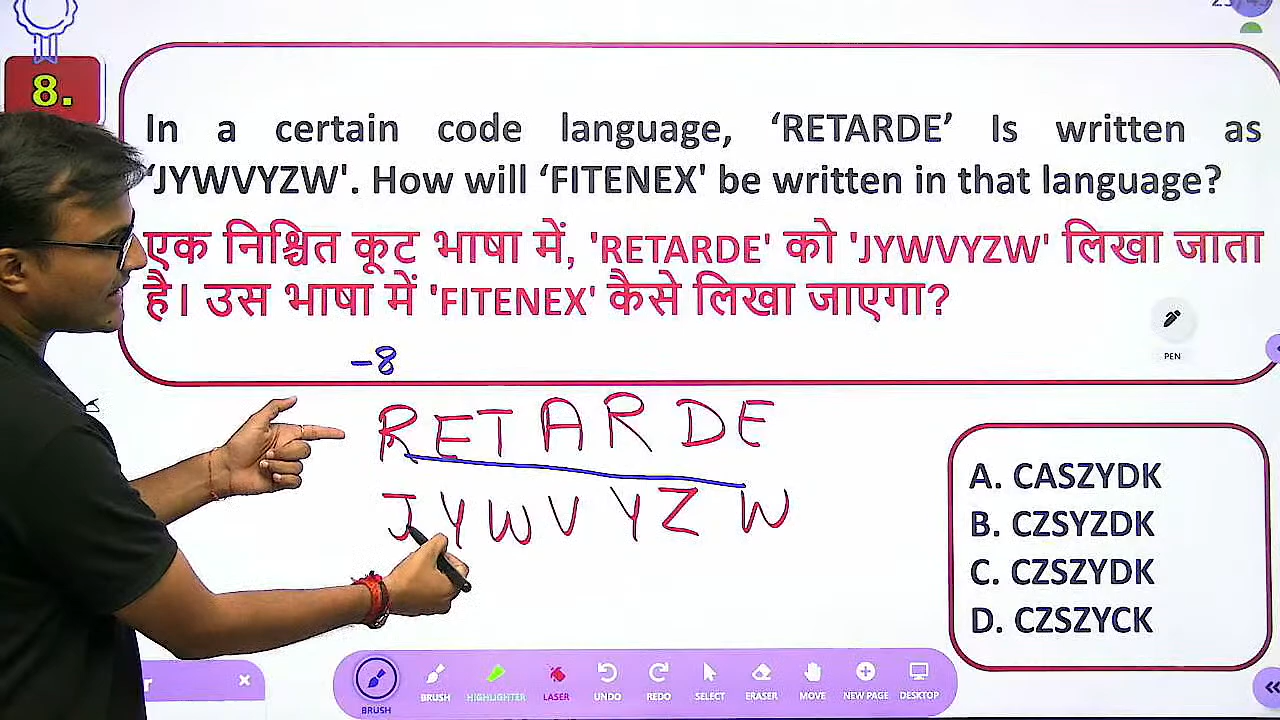 8.
In a certain code language, ‘RETARDE’ Is written as
‘JYWVYZW'. How will ‘FITENEX' be written in that language?
एक निश्चित कूट भाषा में, 'RETARDE' को 'JYWVYZW' लिखा जाता
है। उस भाषा में 'FITENEX' कैसे लिखा जाएगा?
PEN
-8
RETARDE
JYWVYZW
A. CASZYDK
B. CZSYZDK
C. CZSZYDK
D. CZSZYCK
BRUSH BRUSH HIGHLIGHTER LASER UNDO REDO SELECT ERASER MOVE NEW PAGE DESKTOP